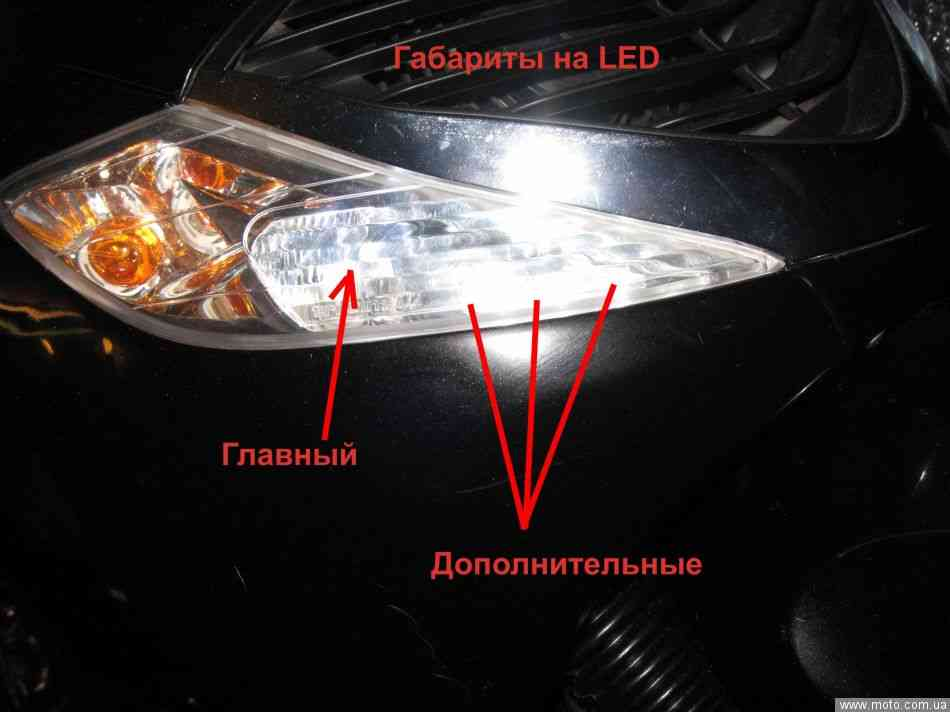 Габариты на LED
Главный
Дополнительные
www.moto.com.ua